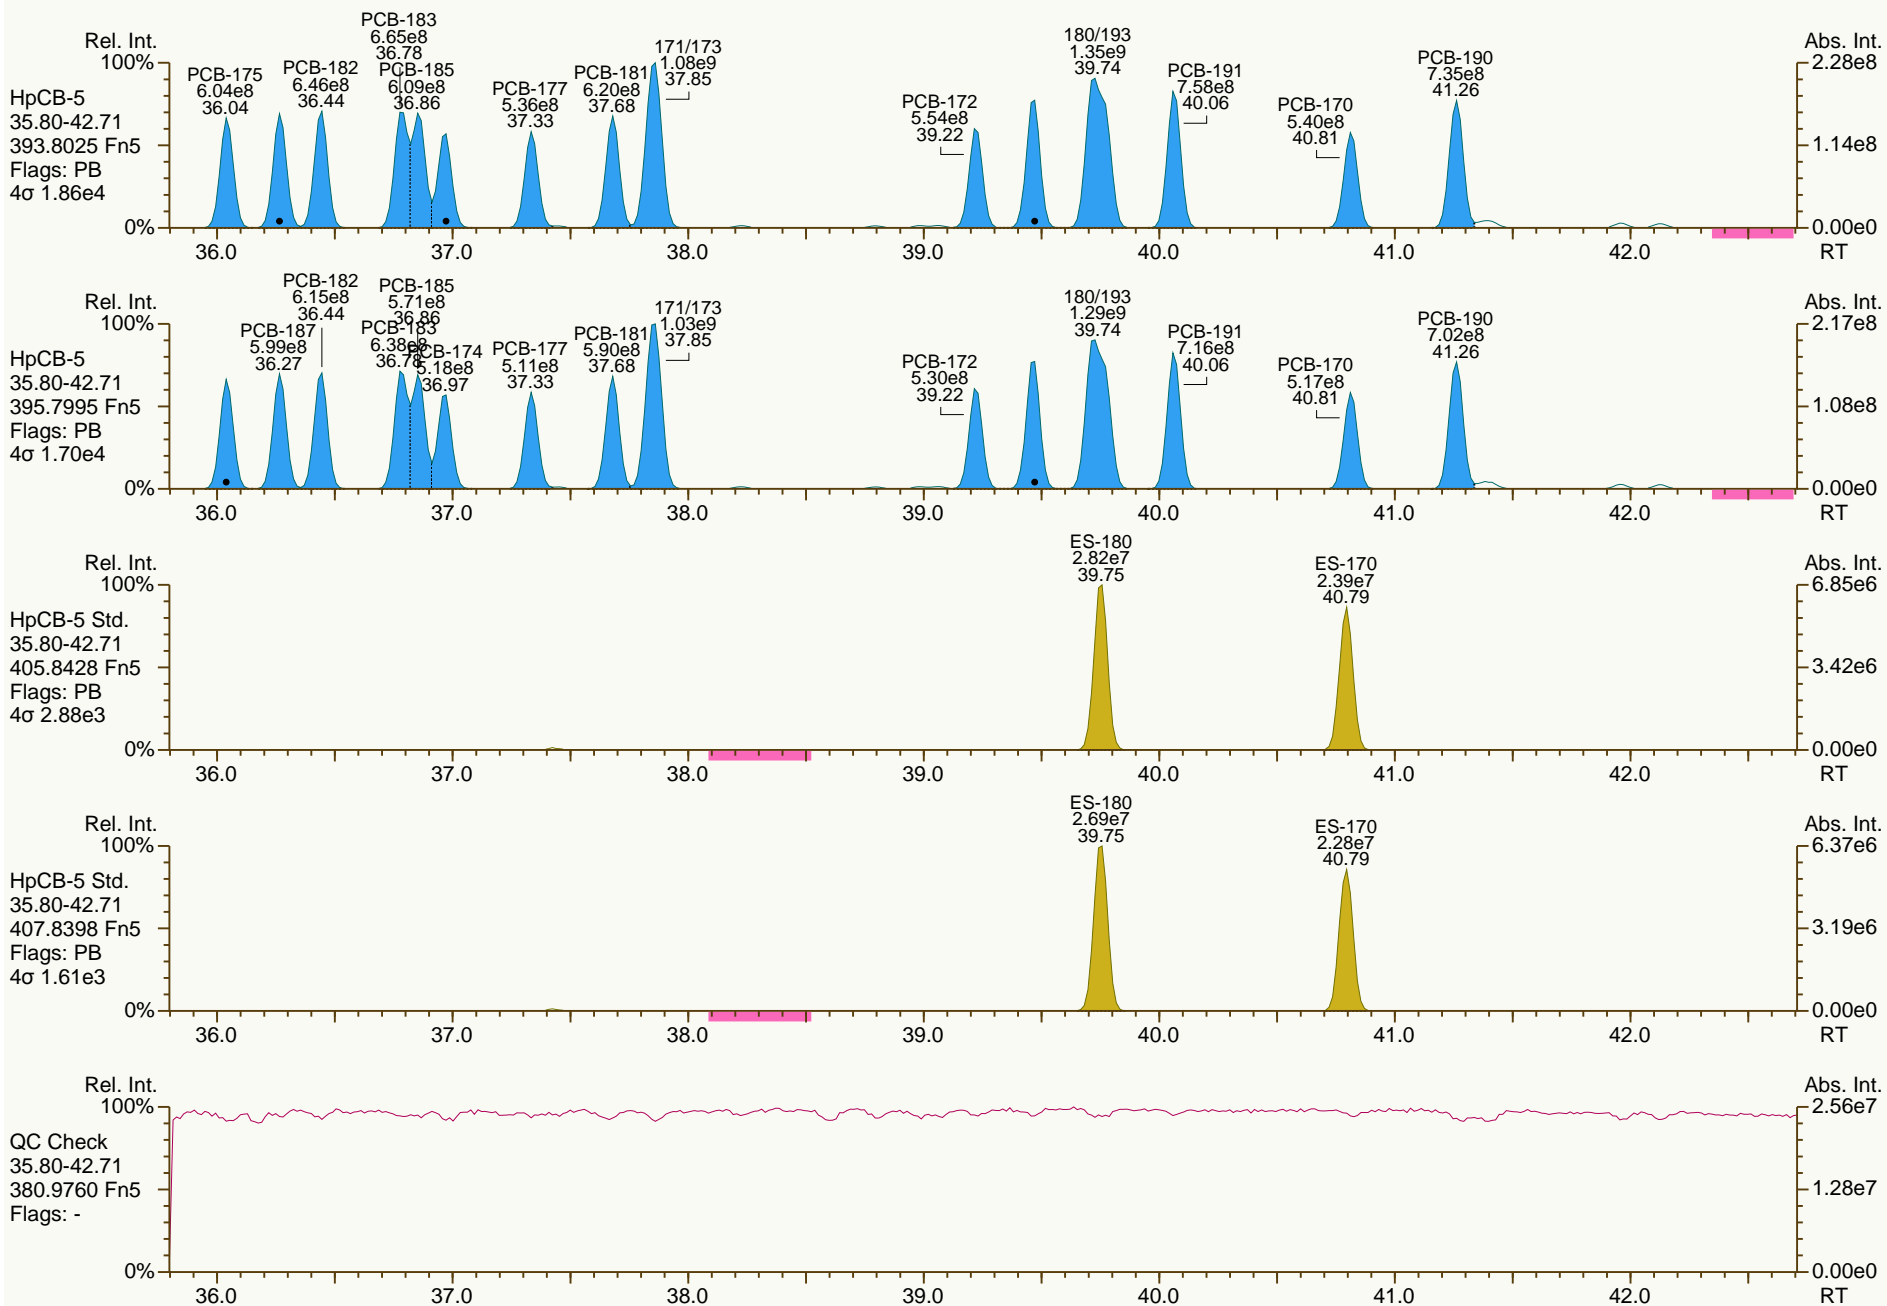 Rel. Int.
100%
0%
HpCB-5
35.80-42.71
393.8025 Fn5
Flags: PB
4σ 1.86e4
PCB-175
6.04e8
36.04
PCB-182
6.46e8
36.44
PCB-183
6.65e8
36.78
PCB-185
6.09e8
36.86
PCB-177
5.36e8
37.33
PCB-181
6.20e8
37.68
171/173
1.08e9
37.85
PCB-172
5.54e8
39.22
180/193
1.35e9
39.74
PCB-191
7.58e8
40.06
PCB-170
5.40e8
40.81
PCB-190
7.35e8
41.26
Abs. Int.
2.28e8
1.14e8
0.00e0
36.0 37.0 38.0 39.0 40.0 41.0 42.0 RT
Rel. Int.
100%
0%
HpCB-5
35.80-42.71
395.7995 Fn5
Flags: PB
4σ 1.70e4
PCB-187
5.99e8
36.27
PCB-182
6.15e8
36.44
PCB-185
5.71e8
36.86
PCB-183
6.38e8
36.78
PCB-174
5.18e8
36.97
PCB-177
5.11e8
37.33
PCB-181
5.90e8
37.68
171/173
1.03e9
37.85
PCB-172
5.30e8
39.22
180/193
1.29e9
39.74
PCB-191
7.16e8
40.06
PCB-170
5.17e8
40.81
PCB-190
7.02e8
41.26
Abs. Int.
2.17e8
1.08e8
0.00e0
36.0 37.0 38.0 39.0 40.0 41.0 42.0 RT
Rel. Int.
100%
0%
HpCB-5 Std.
35.80-42.71
405.8428 Fn5
Flags: PB
4σ 2.88e3
ES-180
2.82e7
39.75
ES-170
2.39e7
40.79
Abs. Int.
6.85e6
3.42e6
0.00e0
36.0 37.0 38.0 39.0 40.0 41.0 42.0 RT
Rel. Int.
100%
0%
HpCB-5 Std.
35.80-42.71
407.8398 Fn5
Flags: PB
4σ 1.61e3
ES-180
2.69e7
39.75
ES-170
2.28e7
40.79
Abs. Int.
6.37e6
3.19e6
0.00e0
36.0 37.0 38.0 39.0 40.0 41.0 42.0 RT
Rel. Int.
100%
0%
QC Check
35.80-42.71
380.9760 Fn5
Flags: -
Abs. Int.
2.56e7
1.28e7
0.00e0
36.0 37.0 38.0 39.0 40.0 41.0 42.0 RT